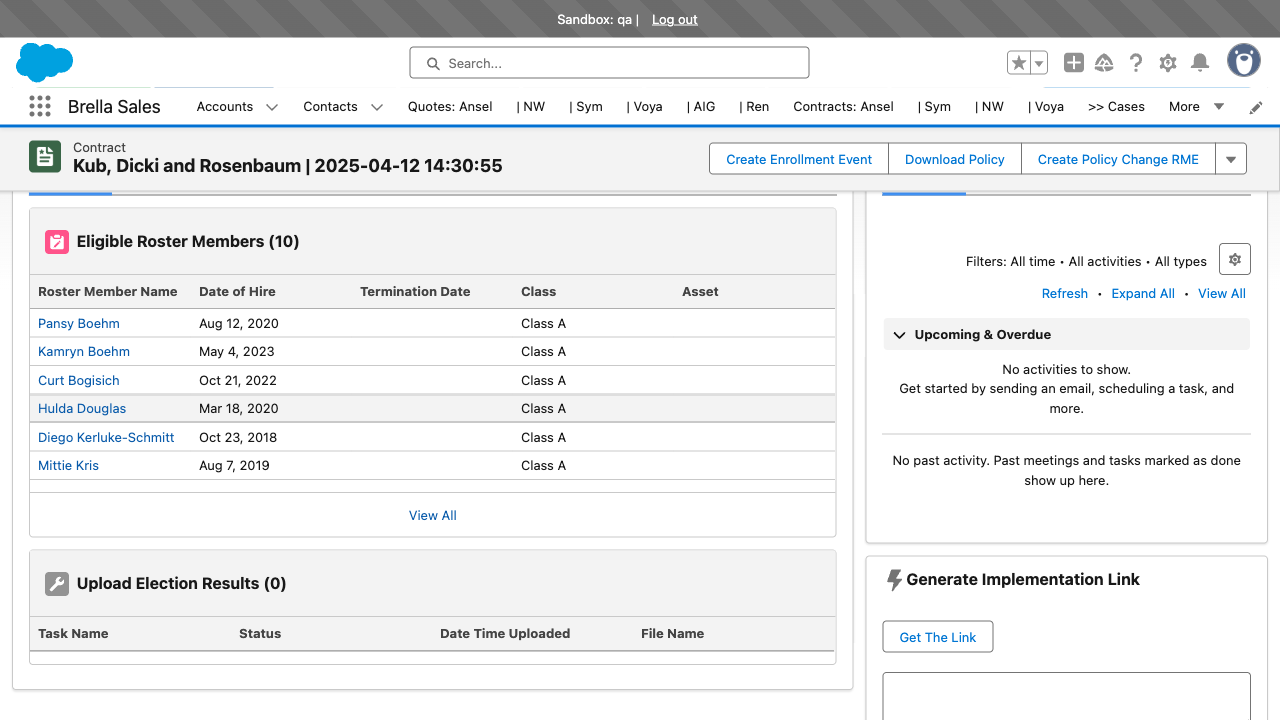 Sandbox: qa | Log out
Search...
Brella Sales
Accounts
Contacts
Quotes: Ansel
| NW
| Sym
| Voya
| AIG
| Ren
Contracts: Ansel
| Sym
| NW
| Voya
>> Cases
More
Contract
Kub, Dicki and Rosenbaum | 2025-04-12 14:30:55
Create Enrollment Event
Download Policy
Create Policy Change RME
Eligible Roster Members (10)
Roster Member Name Date of Hire Termination Date Class Asset
Pansy Boehm Aug 12, 2020 Class A
Kamryn Boehm May 4, 2023 Class A
Curt Bogisich Oct 21, 2022 Class A
Hulda Douglas Mar 18, 2020 Class A
Diego Kerluke-Schmitt Oct 23, 2018 Class A
Mittie Kris Aug 7, 2019 Class A
View All
Upload Election Results (0)
Task Name Status Date Time Uploaded File Name
Filters: All time • All activities • All types
Refresh • Expand All • View All
Upcoming & Overdue
No activities to show.
Get started by sending an email, scheduling a task, and
more.
No past activity. Past meetings and tasks marked as done
show up here.
Generate Implementation Link
Get The Link